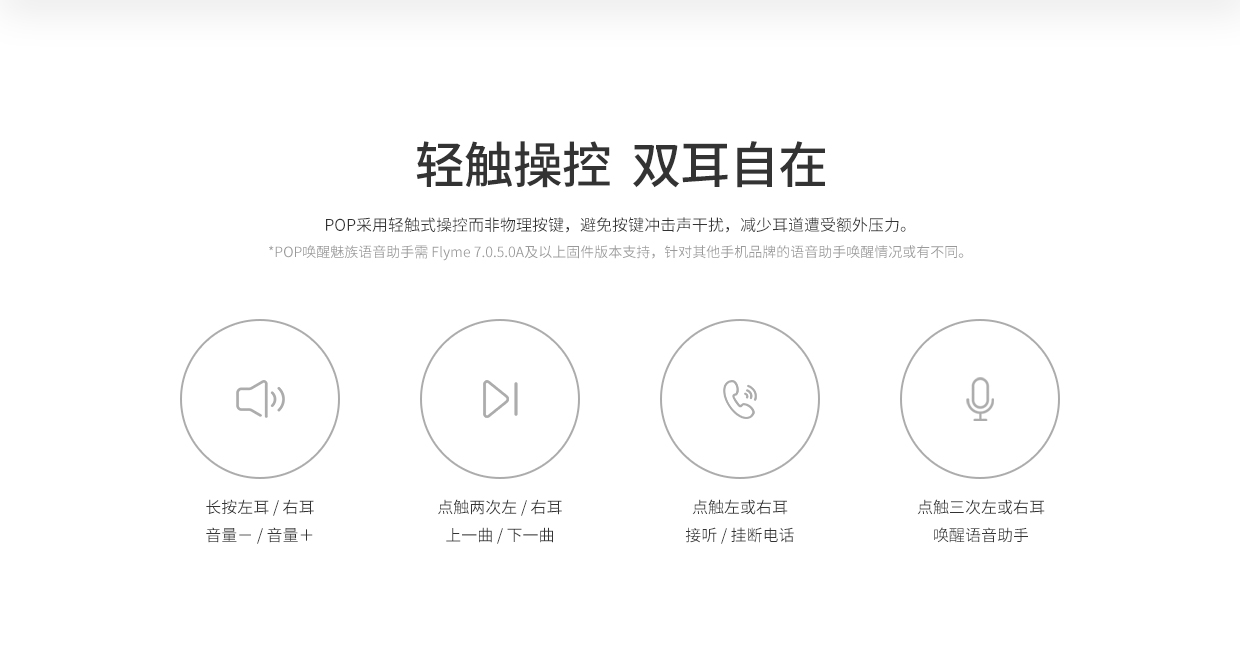 轻触操控 双耳自在
POP采用轻触式操控而非物理按键，避免按键冲击声干扰，减少耳道遭受额外压力。
*POP唤醒魅族语音助手需 Flyme 7.0.5.0A及以上固件版本支持，针对其他手机品牌的语音助手唤醒情况或有不同。
长按左耳 / 右耳
音量－ / 音量＋
点触两次左 / 右耳
上一曲 / 下一曲
点触左或右耳
接听 / 挂断电话
点触三次左或右耳
唤醒语音助手